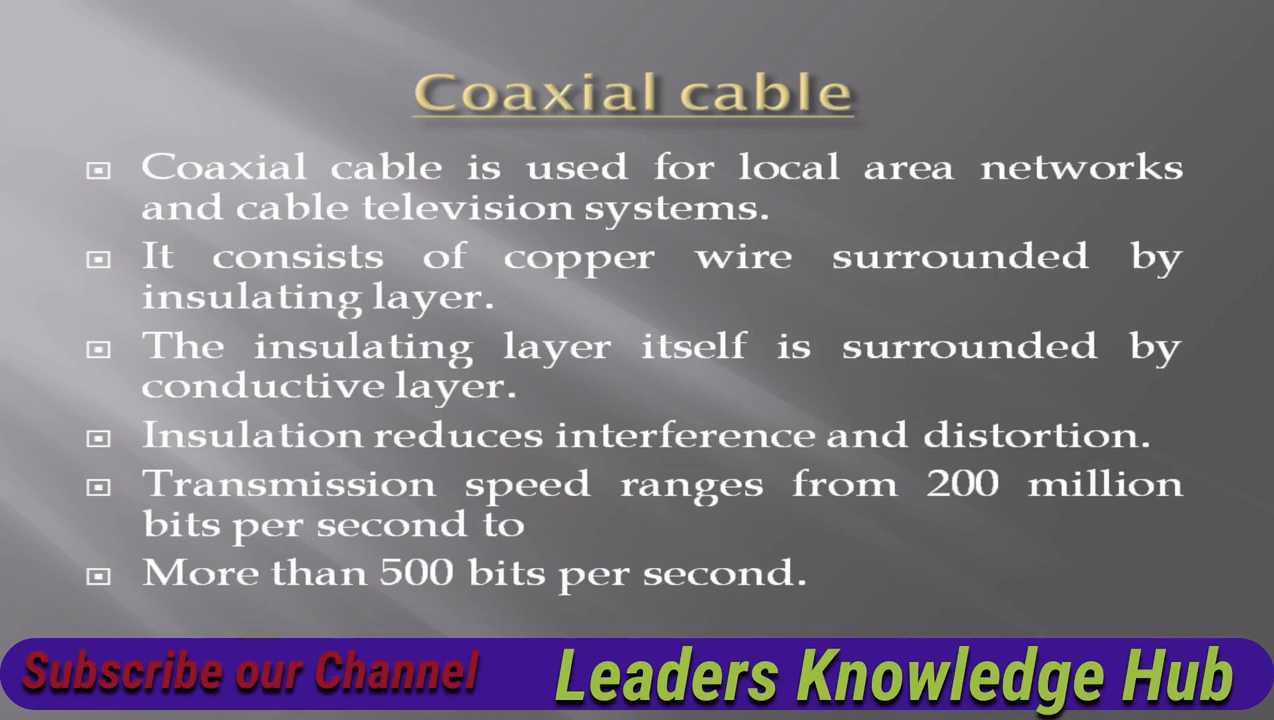 Coaxial cable
Coaxial cable is used for local area networks
and cable television systems.
It consists of copper wire surrounded by
insulating layer.
The insulating layer itself is surrounded by
conductive layer.
Insulation reduces interference and distortion.
Transmission speed ranges from 200 million
bits per second to
More than 500 bits per second.
Subscribe our Channel
Leaders Knowledge Hub